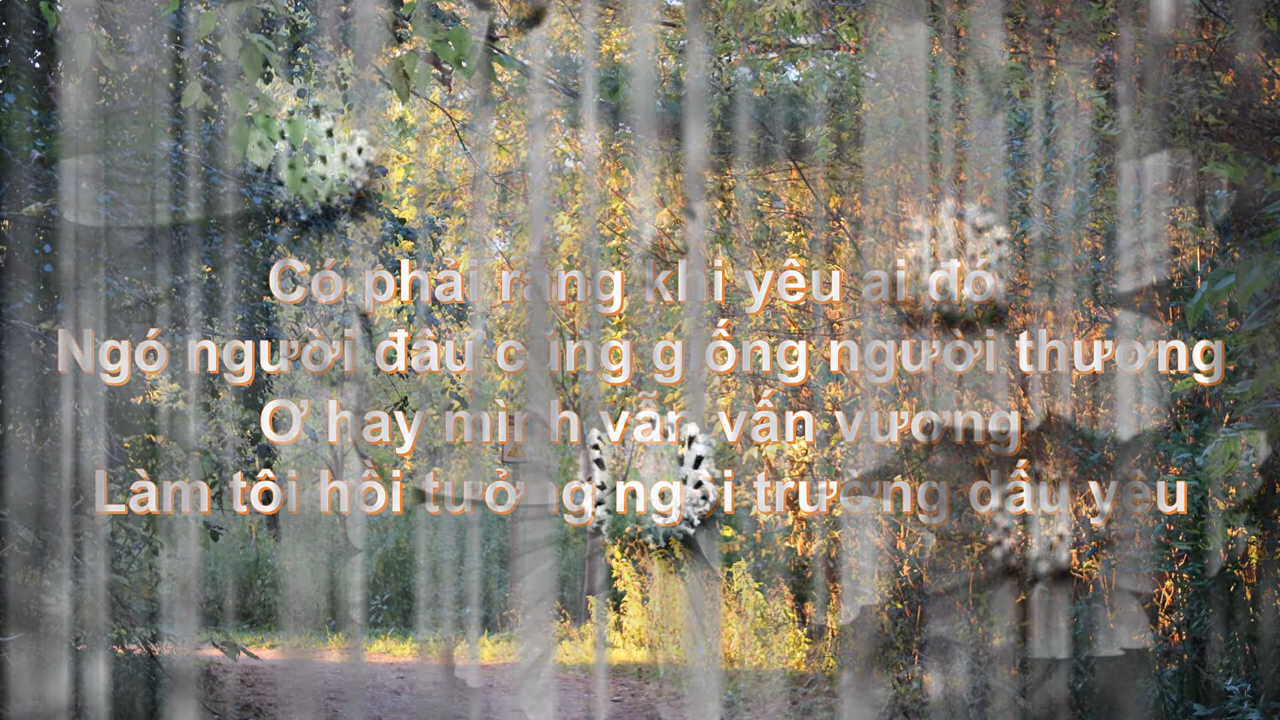 Có phải rằng khi yêu ai đó
Ngó người đâu cũng giống người thương
Ơ hay mình vẫn vấn vương
Làm tôi hồi tưởng ngôi trường dấu yêu